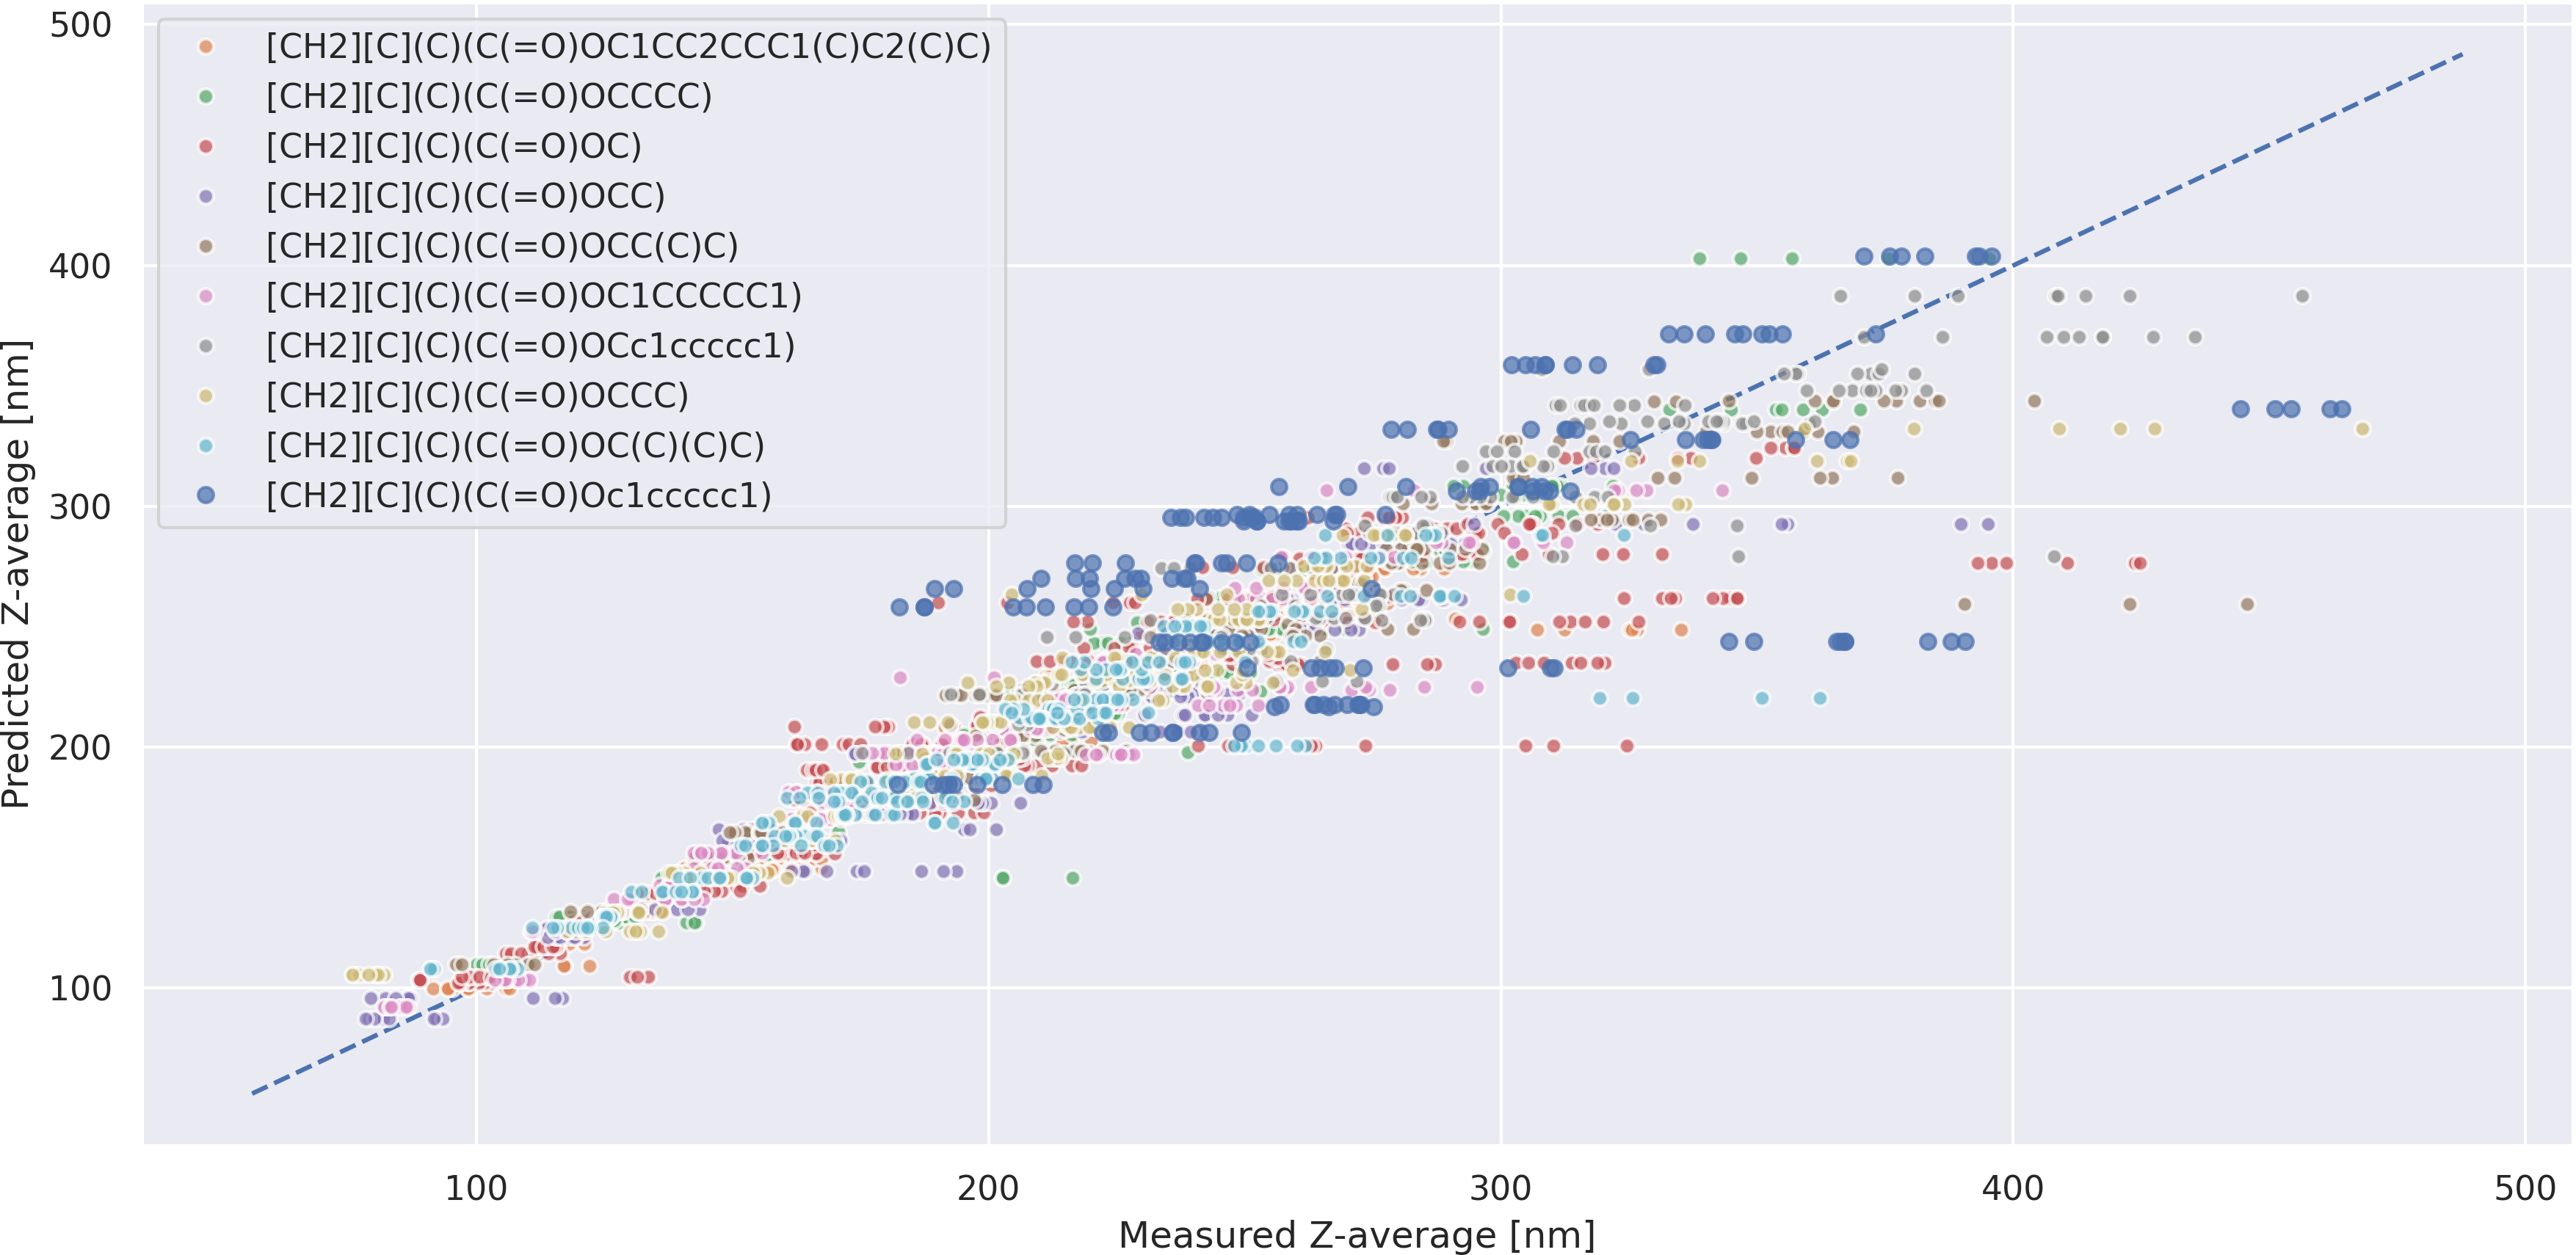 500
400
300
200
100
Predicted Z-average [nm]
[CH2][C](C)(C(=O)OC1CC2CCC1(C)C2(C)C)
[CH2][C](C)(C(=O)OCCCC)
[CH2][C](C)(C(=O)OC)
[CH2][C](C)(C(=O)OCC)
[CH2][C](C)(C(=O)OCC(C)C)
[CH2][C](C)(C(=O)OC1CCCCC1)
[CH2][C](C)(C(=O)OCc1ccccc1)
[CH2][C](C)(C(=O)OCCC)
[CH2][C](C)(C(=O)OC(C)(C)C)
[CH2][C](C)(C(=O)Oc1ccccc1)
100 200 300 400 500
Measured Z-average [nm]